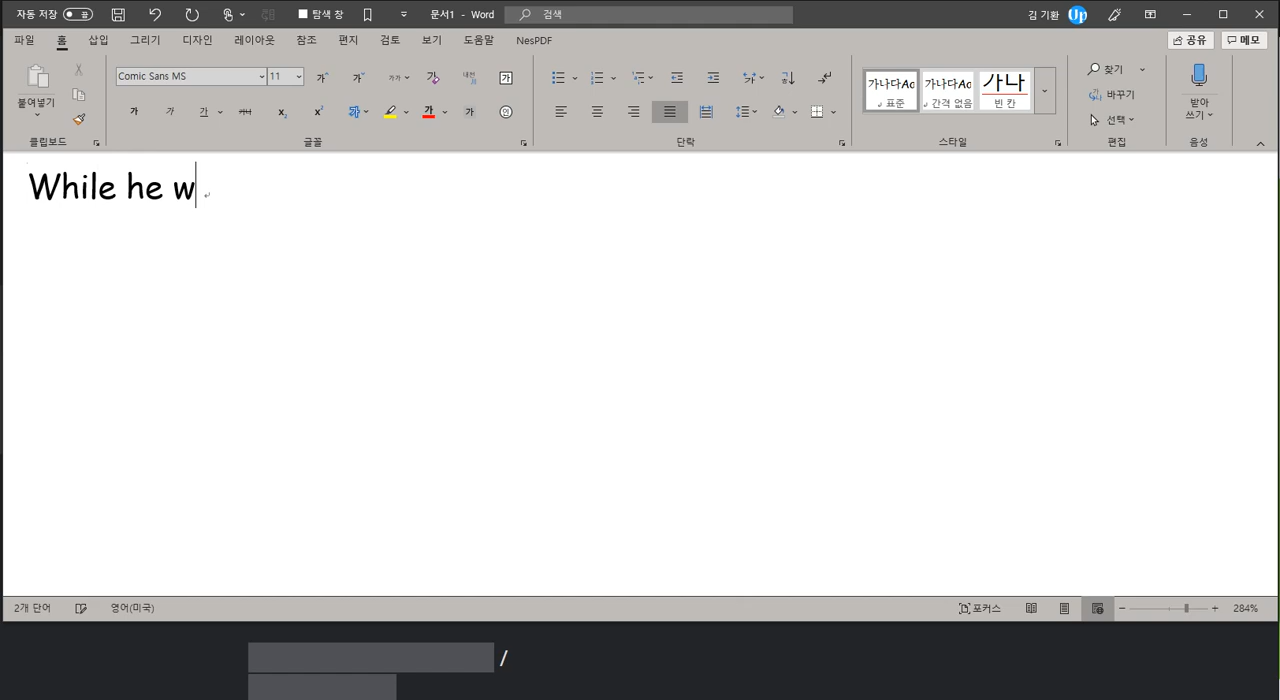 자동 저장 끔 탐색 창 문서1 - Word 검색 김 기환 Up
파일 홈 삽입 그리기 디자인 레이아웃 참조 편지 검토 보기 도움말 NesPDF 공유 메모
붙여넣기
클립보드
Comic Sans MS 11
글꼴
단락
가나다Aa 가나다Aa 가나
표준 간격 없음 빈 칸
스타일
찾기
바꾸기
선택
편집
받아
쓰기
음성
While he w
2개 단어 영어(미국) 포커스 284%
/